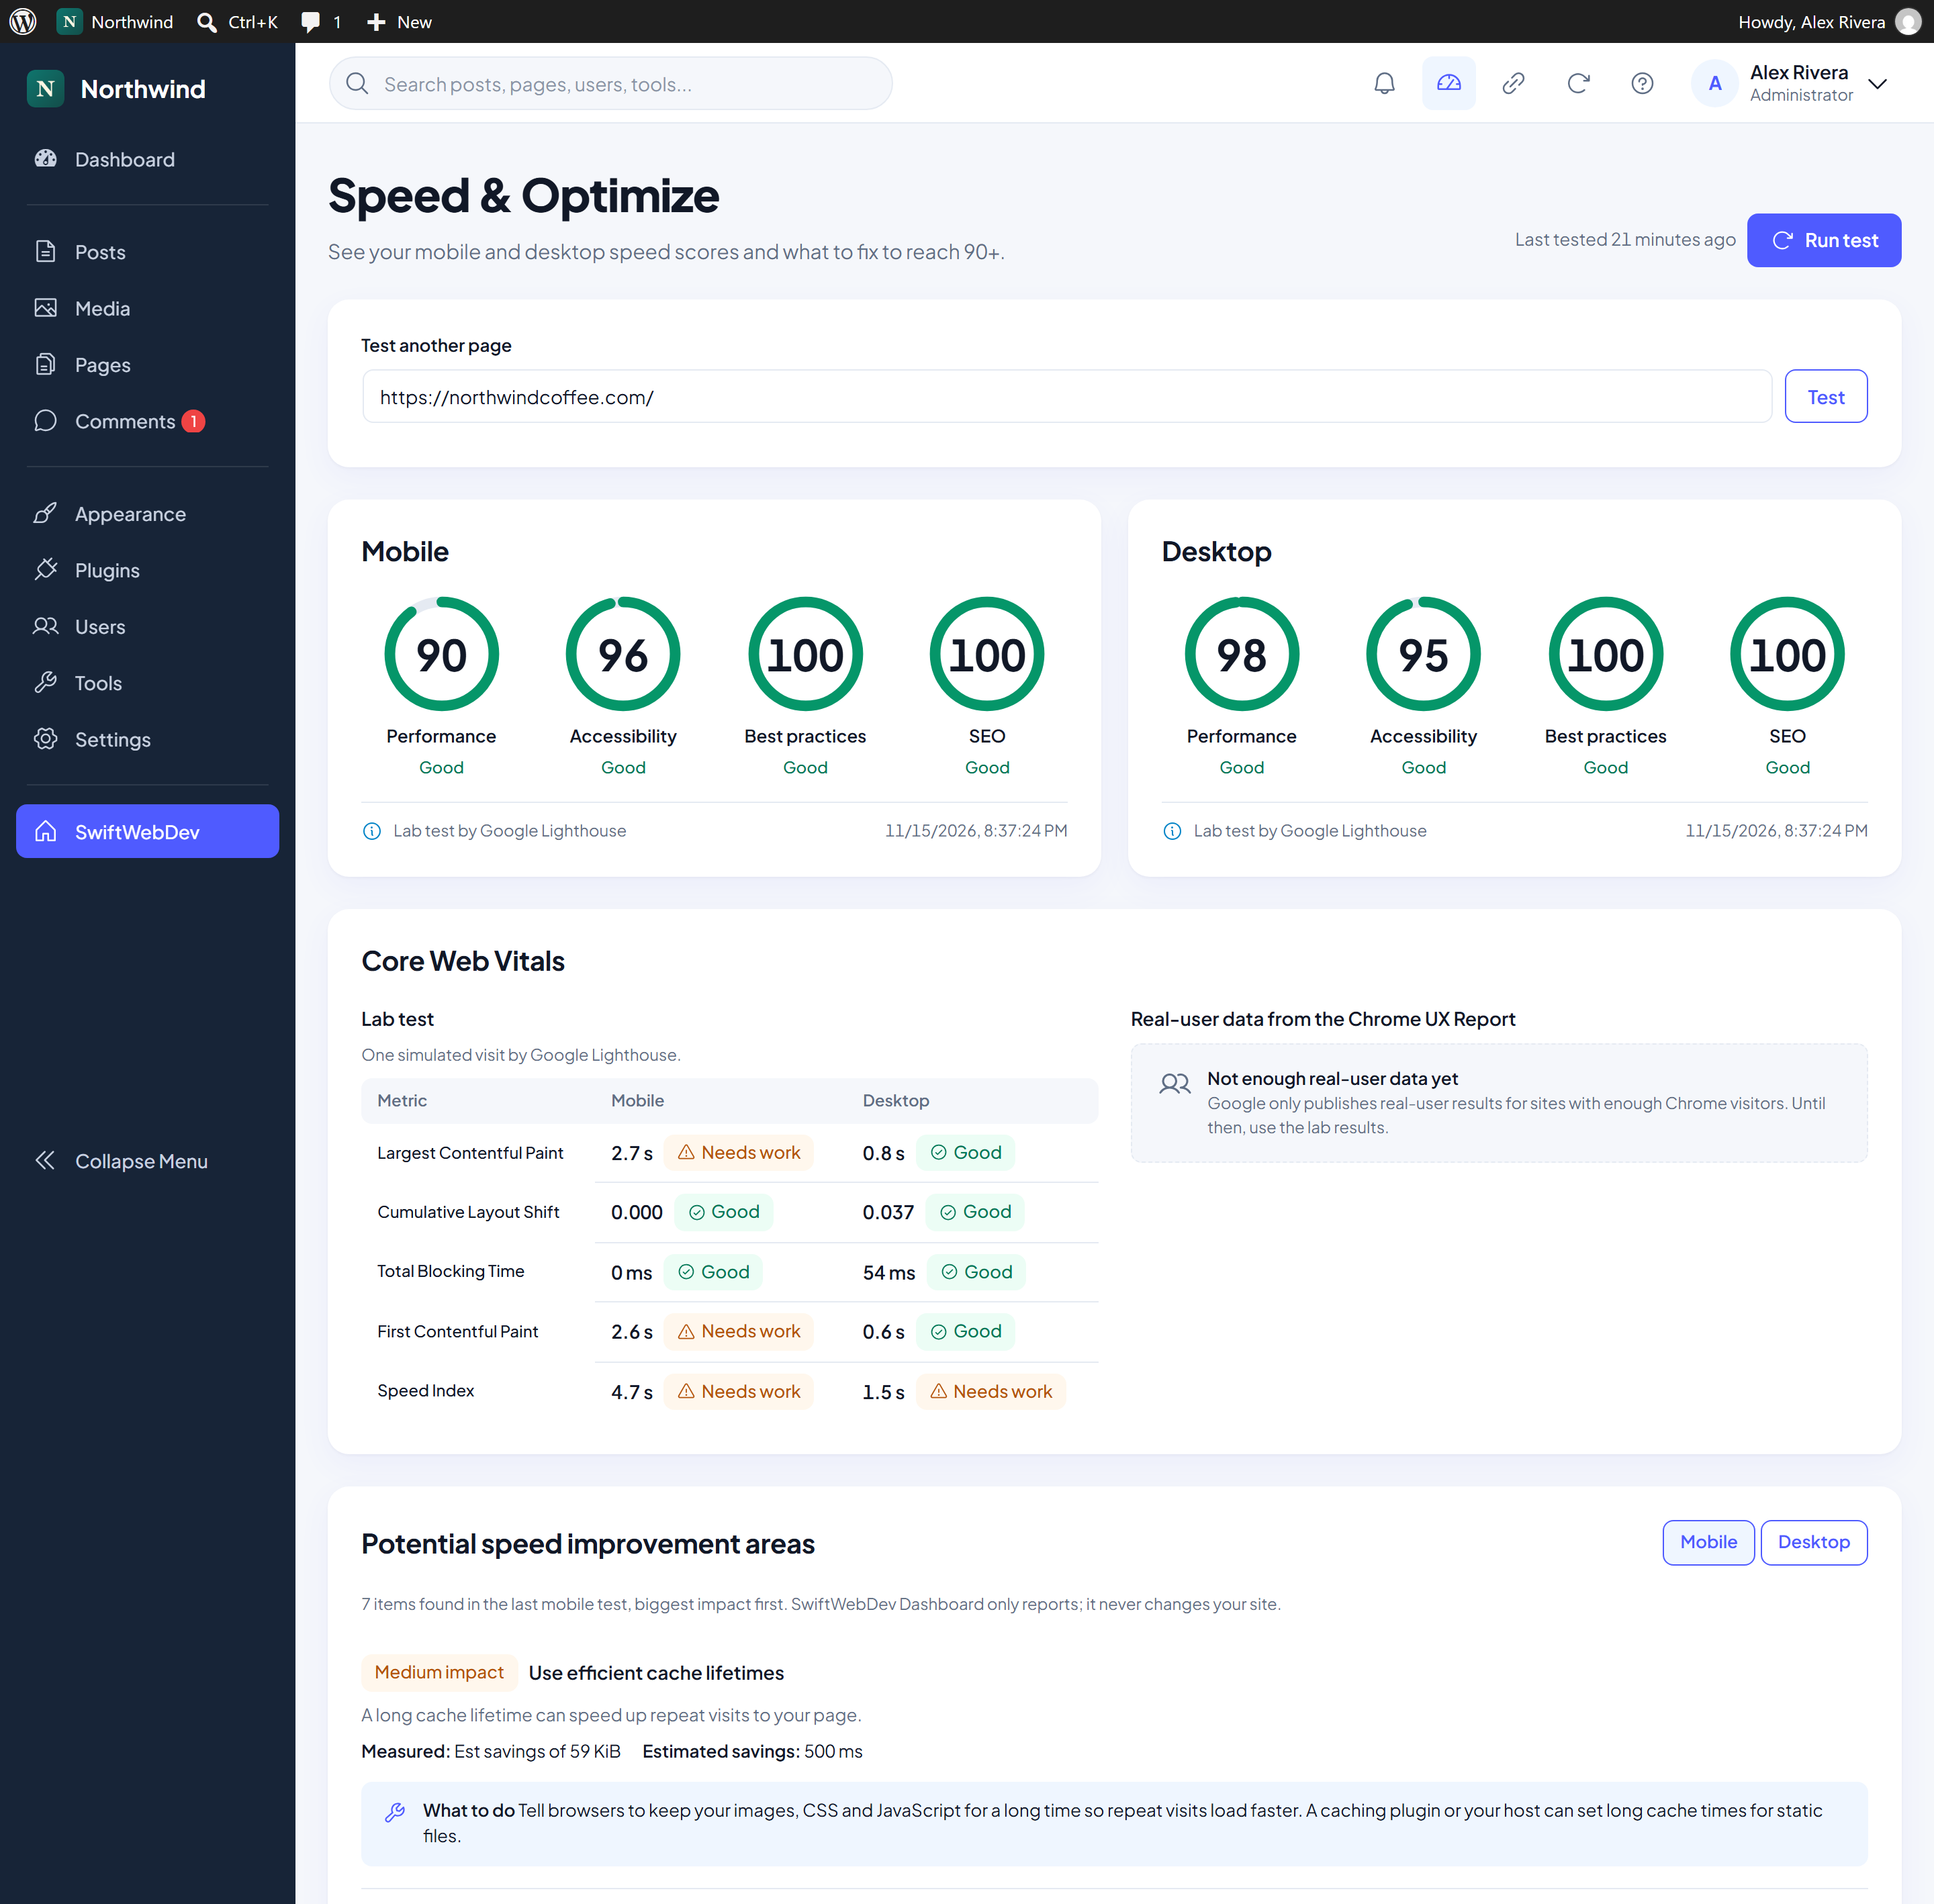 Northwind
Ctrl+K
1
New
Howdy, Alex Rivera
N Northwind
Dashboard
Posts
Media
Pages
Comments 1
Appearance
Plugins
Users
Tools
Settings
SwiftWebDev
Collapse Menu
Search posts, pages, users, tools...
A
Alex Rivera
Administrator
Speed & Optimize
See your mobile and desktop speed scores and what to fix to reach 90+.
Last tested 21 minutes ago
Run test
Test another page
https://northwindcoffee.com/
Test
Mobile
90 96 100 100
Performance Accessibility Best practices SEO
Good Good Good Good
Lab test by Google Lighthouse 11/15/2026, 8:37:24 PM
Desktop
98 95 100 100
Performance Accessibility Best practices SEO
Good Good Good Good
Lab test by Google Lighthouse 11/15/2026, 8:37:24 PM
Core Web Vitals
Lab test
One simulated visit by Google Lighthouse.
Metric Mobile Desktop
Largest Contentful Paint 2.7 s Needs work 0.8 s Good
Cumulative Layout Shift 0.000 Good 0.037 Good
Total Blocking Time 0 ms Good 54 ms Good
First Contentful Paint 2.6 s Needs work 0.6 s Good
Speed Index 4.7 s Needs work 1.5 s Needs work
Real-user data from the Chrome UX Report
Not enough real-user data yet
Google only publishes real-user results for sites with enough Chrome visitors. Until
then, use the lab results.
Potential speed improvement areas
Mobile Desktop
7 items found in the last mobile test, biggest impact first. SwiftWebDev Dashboard only reports; it never changes your site.
Medium impact Use efficient cache lifetimes
A long cache lifetime can speed up repeat visits to your page.
Measured: Est savings of 59 KiB Estimated savings: 500 ms
What to do Tell browsers to keep your images, CSS and JavaScript for a long time so repeat visits load faster. A caching plugin or your host can set long cache times for static
files.